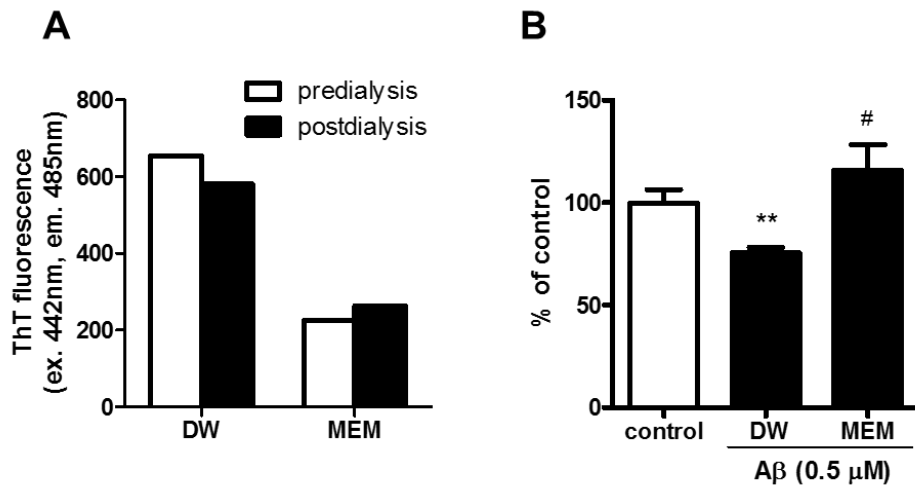 A
predialysis
postdialysis
ThT fluorescence
(ex. 442nm, em. 485nm)
800
600
400
200
0
DW MEM
B
% of control
150
100
50
0
#
**
control DW MEM
Aβ (0.5 μM)